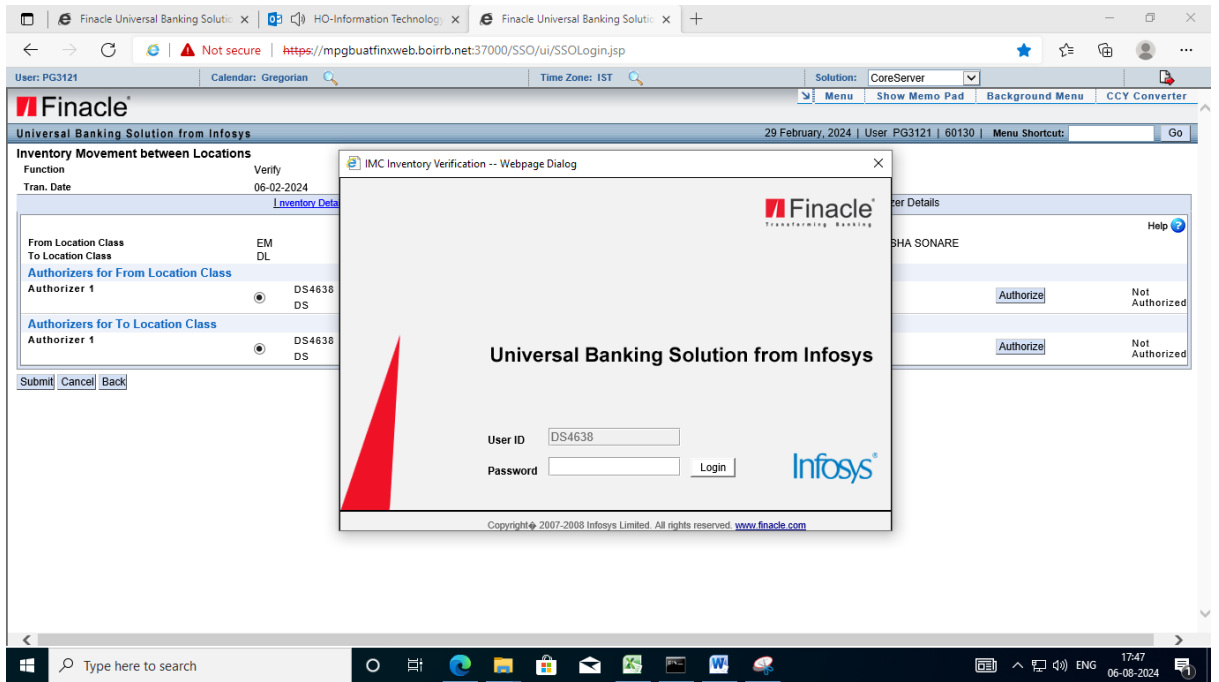 Finacle Universal Banking Solutio
HO-Information Technology
Finacle Universal Banking Solutio
Not secure https://mpgbuatfinxweb.boirrb.net:37000/SSO/ui/SSOLogin.jsp
User: PG3121 Calendar: Gregorian Time Zone: IST Solution: CoreServer
Menu Show Memo Pad Background Menu CCY Converter
Finacle
Universal Banking Solution from Infosys 29 February, 2024 | User PG3121 | 60130 | Menu Shortcut: Go
Inventory Movement between Locations
Function Verify
Tran. Date 06-02-2024
Inventory Deta zer Details
Help
From Location Class EM SHA SONARE
To Location Class DL
Authorizers for From Location Class
Authorizer 1 DS4638 Authorize Not
DS Authorized
Authorizers for To Location Class
Authorizer 1 DS4638 Authorize Not
DS Authorized
Submit Cancel Back
IMC Inventory Verification -- Webpage Dialog
Finacle
Transforming Banking
Universal Banking Solution from Infosys
User ID DS4638
Password Login
Infosys
Copyright� 2007-2008 Infosys Limited. All rights reserved. www.finacle.com
Type here to search
ENG 17:47
06-08-2024
1